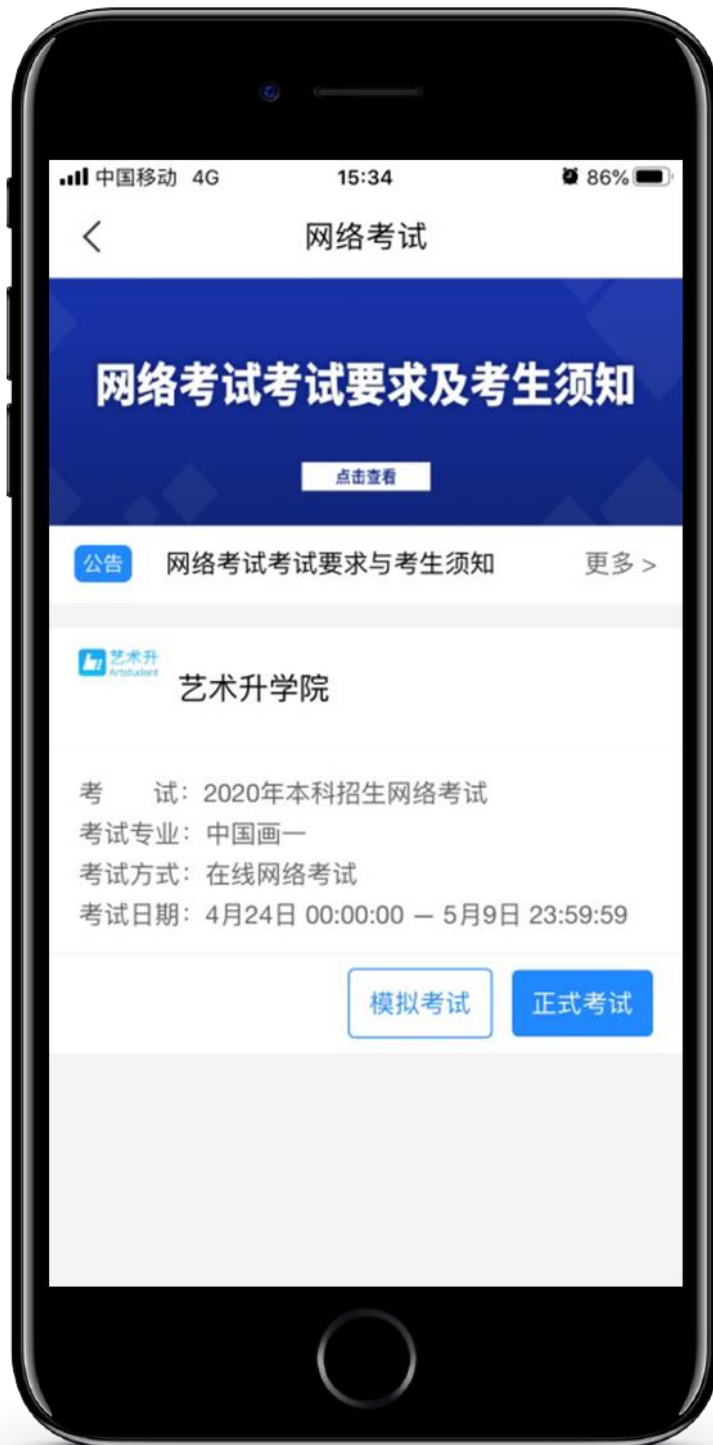 中国移动 4G 15:34 86%
网络考试
网络考试考试要求及考生须知
点击查看
公告 网络考试考试要求与考生须知 更多 >
艺术升
Artstudent
艺术升学院
考 试：2020年本科招生网络考试
考试专业：中国画一
考试方式：在线网络考试
考试日期：4月24日 00:00:00 — 5月9日 23:59:59
模拟考试 正式考试